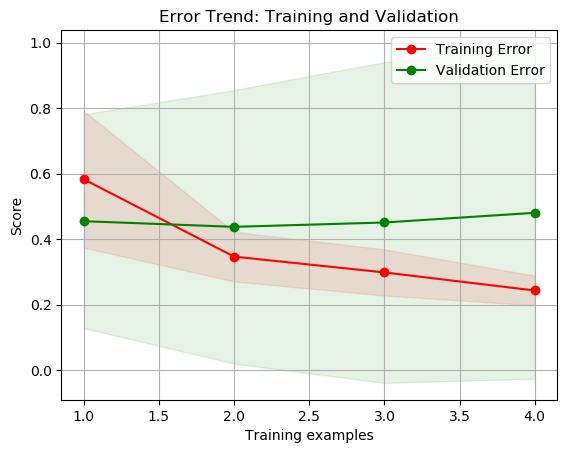 Error Trend: Training and Validation
Training Error
Validation Error
Score
1.0
0.8
0.6
0.4
0.2
0.0
1.0
1.5
2.0
2.5
3.0
3.5
4.0
Training examples